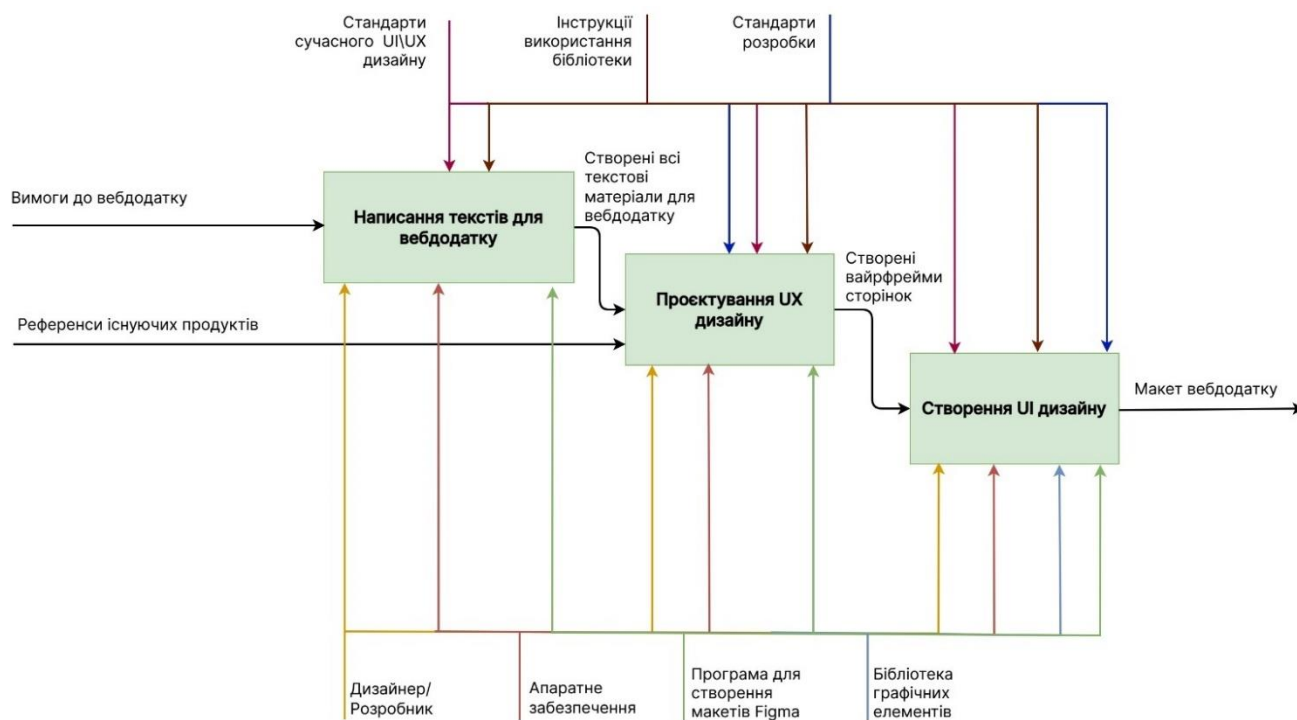 Стандарти
сучасного UI\UX
дизайну
Інструкції
використання
бібліотеки
Стандарти
розробки
Вимоги до вебдодатку
Написання текстів для
вебдодатку
Створені всі
текстові
матеріали для
вебдодатку
Референси існуючих продуктів
Проєктування UX
дизайну
Створені
вайрфрейми
сторінок
Створення UI дизайну
Макет вебдодатку
Дизайнер/
Розробник
Апаратне
забезпечення
Програма для
створення
макетів Figma
Бібліотека
графічних
елементів